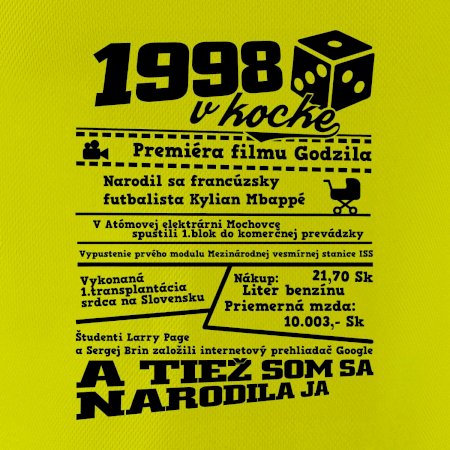 1998
v kocke
Premiéra filmu Godzila
Narodil sa francúzsky
futbalista Kylian Mbappé
V Atómovej elektrárni Mochovce
spustili 1.blok do komerčnej prevádzky
Vypustenie prvého modulu Mezinárodnej vesmírnej stanice ISS
Vykonaná
1.transplantácia
srdca na Slovensku
Nákup: 21,70 Sk
Liter benzínu
Priemerná mzda:
10.003,- Sk
Študenti Larry Page
a Sergej Brin založili internetový prehliadač Google
A TIEŽ SOM SA
NARODILA JA